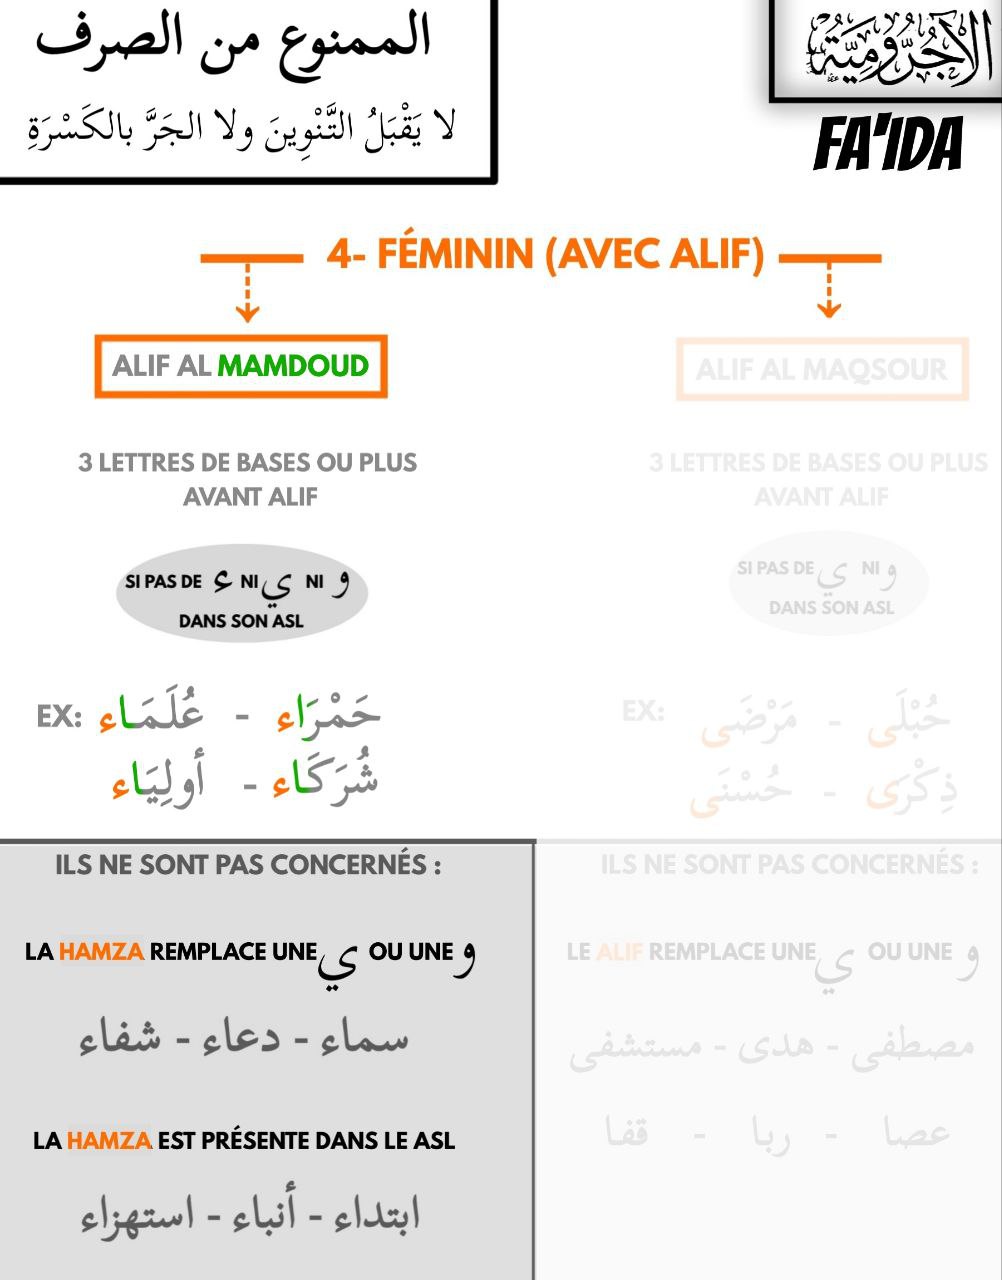 الممنوع من الصرف
لا يَقْبَلُ التَّنْوِينَ ولا الجَرَّ بالكَسْرَةِ
الآجُرُّومِيَّة
FA'IDA
4- FÉMININ (AVEC ALIF)
ALIF AL MAMDOUD
3 LETTRES DE BASES OU PLUS
AVANT ALIF
SI PAS DE ء NI ي NI و
DANS SON ASL
EX: حَمْرَاء - عُلَمَاء
شُرَكَاء - أولِيَاء
ILS NE SONT PAS CONCERNÉS :
LA HAMZA REMPLACE UNE ي OU UNE و
سماء - دعاء - شفاء
LA HAMZA EST PRÉSENTE DANS LE ASL
ابتداء - أنباء - استهزاء
ALIF AL MAQSOUR
3 LETTRES DE BASES OU PLUS
AVANT ALIF
SI PAS DE ي NI و
DANS SON ASL
EX: حُبْلَى - مَرْضَى
ذِكْرَى - حُسْنَى
ILS NE SONT PAS CONCERNÉS :
LE ALIF REMPLACE UNE ي OU UNE و
مصطفى - هدى - مستشفى
عصا - ربا - قفا